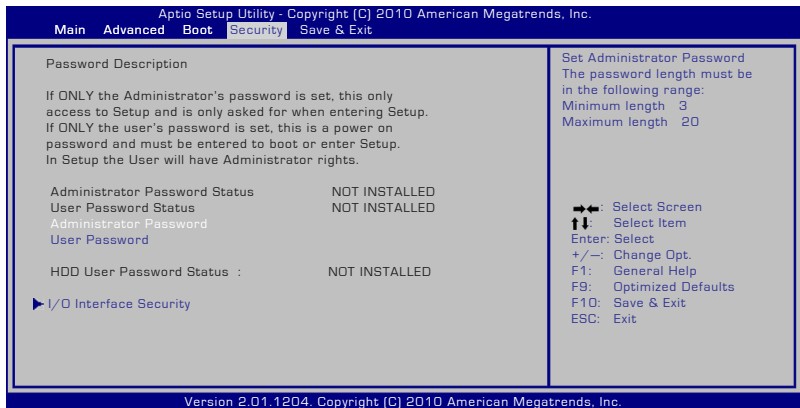 Aptio Setup Utility - Copyright (C) 2010 American Megatrends, Inc.
Main Advanced Boot Security Save & Exit
Password Description
If ONLY the Administrator's password is set, this only
access to Setup and is only asked for when entering Setup.
If ONLY the user's password is set, this is a power on
password and must be entered to boot or enter Setup.
In Setup the User will have Administrator rights.
Administrator Password Status NOT INSTALLED
User Password Status NOT INSTALLED
Administrator Password
User Password
HDD User Password Status : NOT INSTALLED
I/O Interface Security
Set Administrator Password
The password length must be
in the following range:
Minimum length 3
Maximum length 20
→←: Select Screen
↑↓: Select Item
Enter: Select
+/—: Change Opt.
F1: General Help
F9: Optimized Defaults
F10: Save & Exit
ESC: Exit
Version 2.01.1204. Copyright (C) 2010 American Megatrends, Inc.